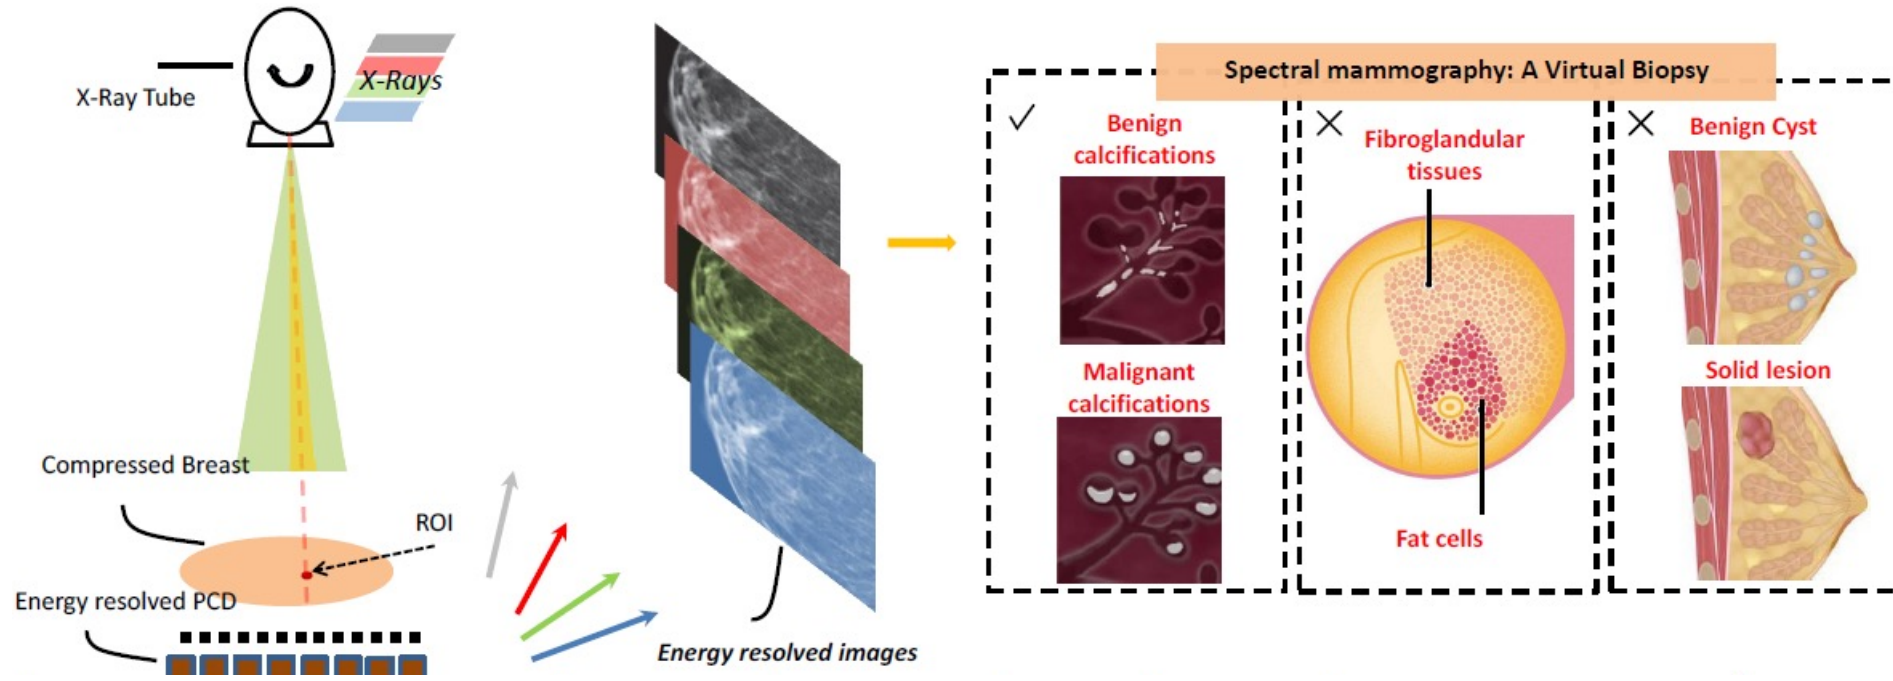 X-Ray Tube
X-Rays
Compressed Breast
ROI
Energy resolved PCD
Energy resolved images
Spectral mammography: A Virtual Biopsy
Benign
calcifications
Malignant
calcifications
Fibroglandular
tissues
Fat cells
Benign Cyst
Solid lesion